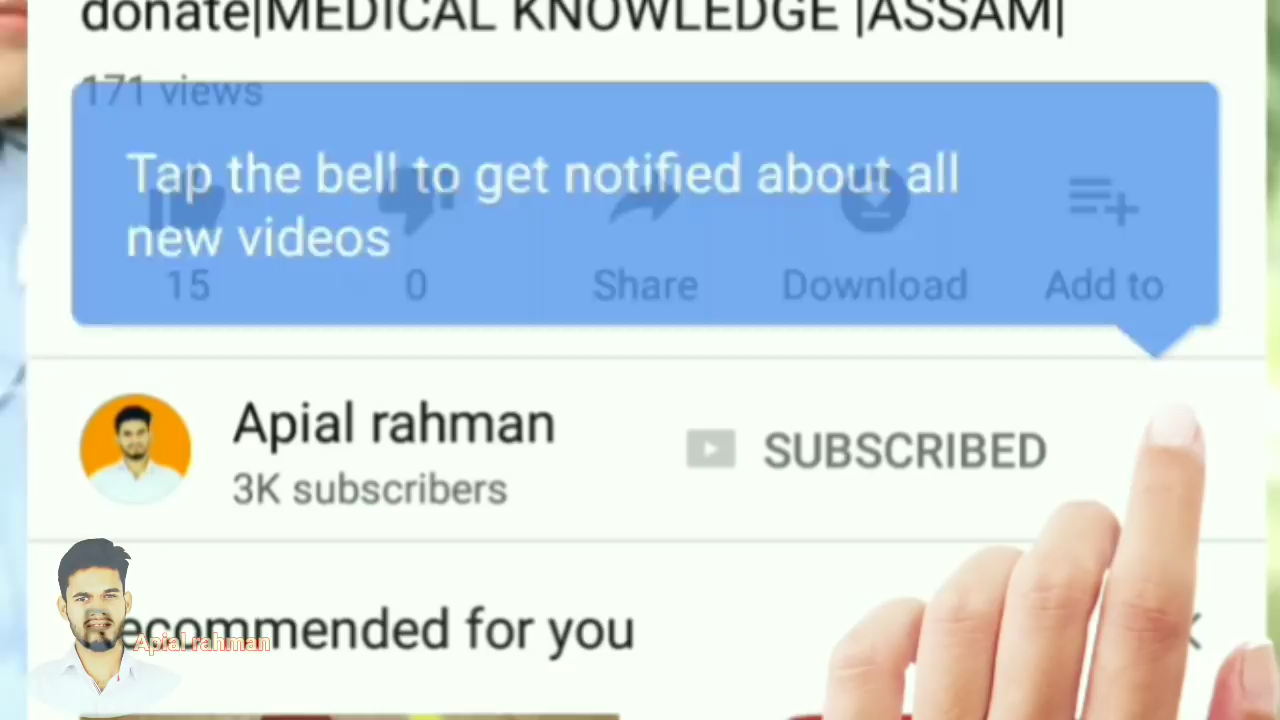 donate|MEDICAL KNOWLEDGE |ASSAM|
171 views
Tap the bell to get notified about all
new videos
15
0
Share
Download
Add to
Apial rahman
3K subscribers
SUBSCRIBED
Recommended for you
Apial rahman